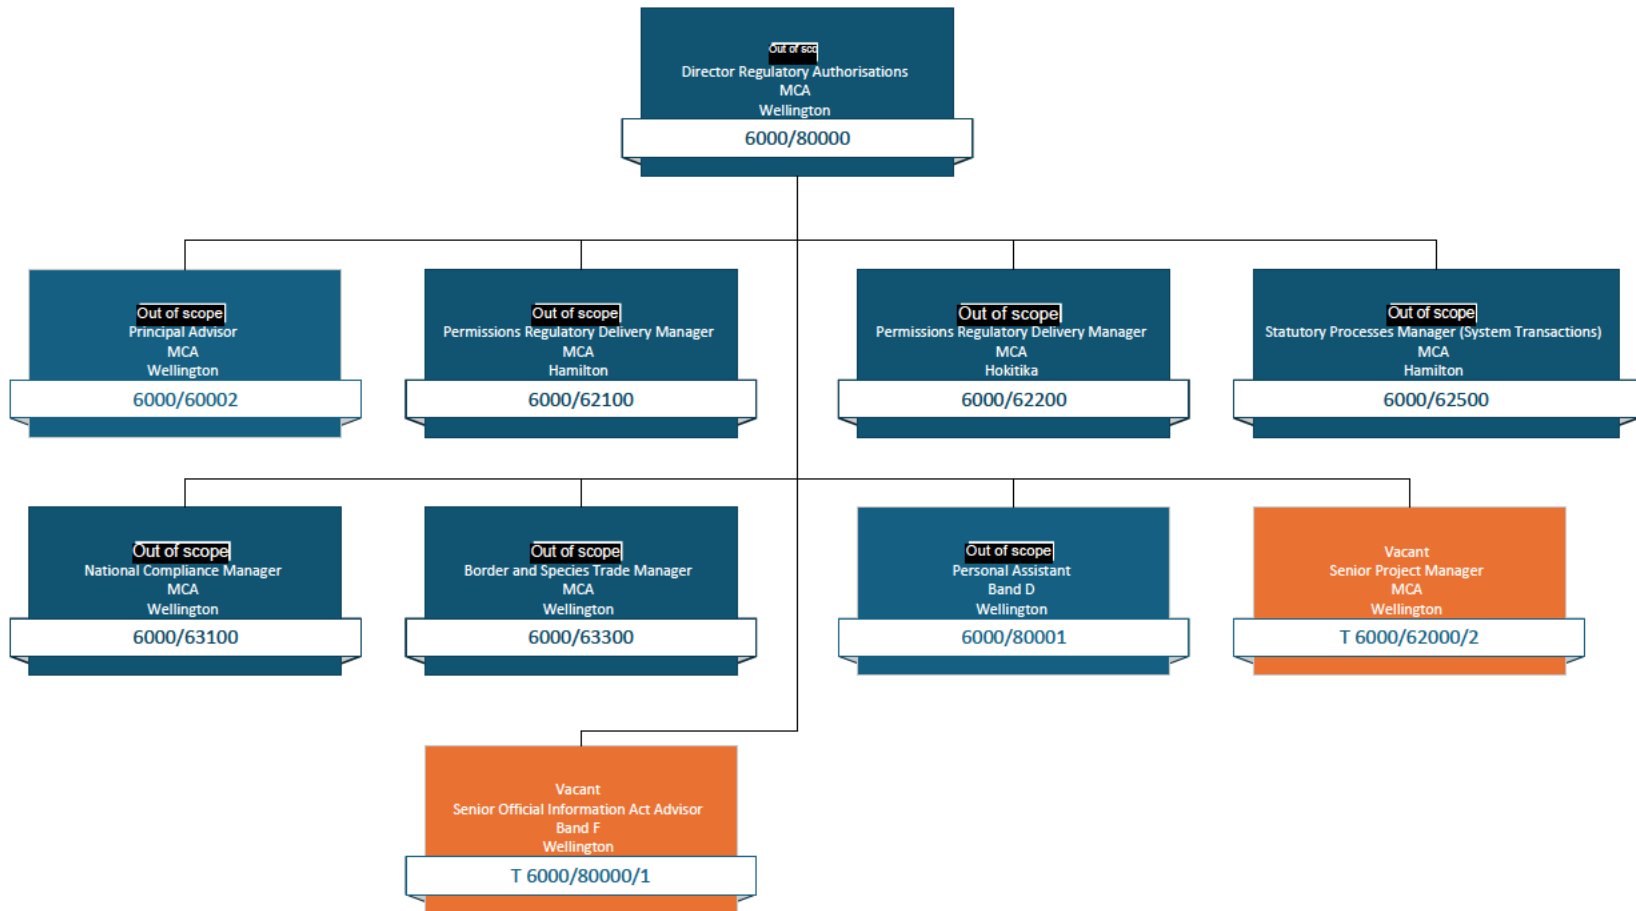 Out of sco
Director Regulatory Authorisations
MCA
Wellington
6000/80000
Out of scope
Principal Advisor
MCA
Wellington
6000/60002
Out of scope
Permissions Regulatory Delivery Manager
MCA
Hamilton
6000/62100
Out of scope
Permissions Regulatory Delivery Manager
MCA
Hokitika
6000/62200
Out of scope
Statutory Processes Manager (System Transactions)
MCA
Hamilton
6000/62500
Out of scope
National Compliance Manager
MCA
Wellington
6000/63100
Out of scope
Border and Species Trade Manager
MCA
Wellington
6000/63300
Out of scope
Personal Assistant
Band D
Wellington
6000/80001
Vacant
Senior Project Manager
MCA
Wellington
T 6000/62000/2
Vacant
Senior Official Information Act Advisor
Band F
Wellington
T 6000/80000/1